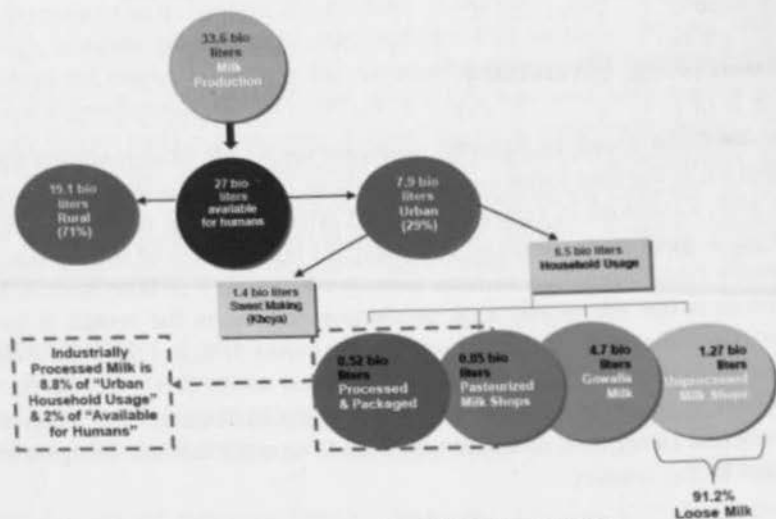 33.6 bio
liters
Milk
Production
19.1 bio
liters
Rural
(71%)
27 bio
liters
available
for humans
7.9 bio
liters
Urban
(29%)
6.5 bio liters
Household Usage
1.4 bio liters
Sweet Making
(Khoya)
Industrially
Processed Milk is
8.8% of "Urban
Household Usage"
& 2% of "Available
for Humans"
0.52 bio
liters
Processed
& Packaged
0.05 bio
liters
Pasteurized
Milk Shops
4.7 bio
liters
Gowalla
Milk
1.27 bio
liters
Unprocessed
Milk Shops
91.2%
Loose Milk